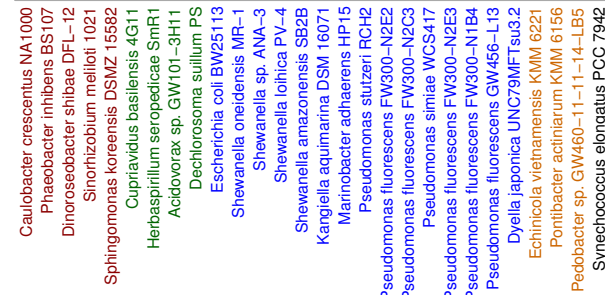 Caulobacter crescentus NA1000
Phaeobacter inhibens BS107
Dinoroseobacter shibae DFL−12
Sinorhizobium meliloti 1021
Sphingomonas koreensis DSMZ 15582
Cupriavidus basilensis 4G11
Herbaspirillum seropedicae SmR1
Acidovorax sp. GW101−3H11
Dechlorosoma suillum PS
Escherichia coli BW25113
Shewanella oneidensis MR−1
Shewanella sp. ANA−3
Shewanella loihica PV−4
Shewanella amazonensis SB2B
Kangiella aquimarina DSM 16071
Marinobacter adhaerens HP15
Pseudomonas stutzeri RCH2
Pseudomonas fluorescens FW300−N2E2
Pseudomonas fluorescens FW300−N2C3
Pseudomonas simiae WCS417
Pseudomonas fluorescens FW300−N2E3
Pseudomonas fluorescens FW300−N1B4
Pseudomonas fluorescens GW456−L13
Dyella japonica UNC79MFTsu3.2
Echinicola vietnamensis KMM 6221
Pontibacter actiniarum KMM 6156
Pedobacter sp. GW460−11−11−14−LB5
Synechococcus elongatus PCC 7942